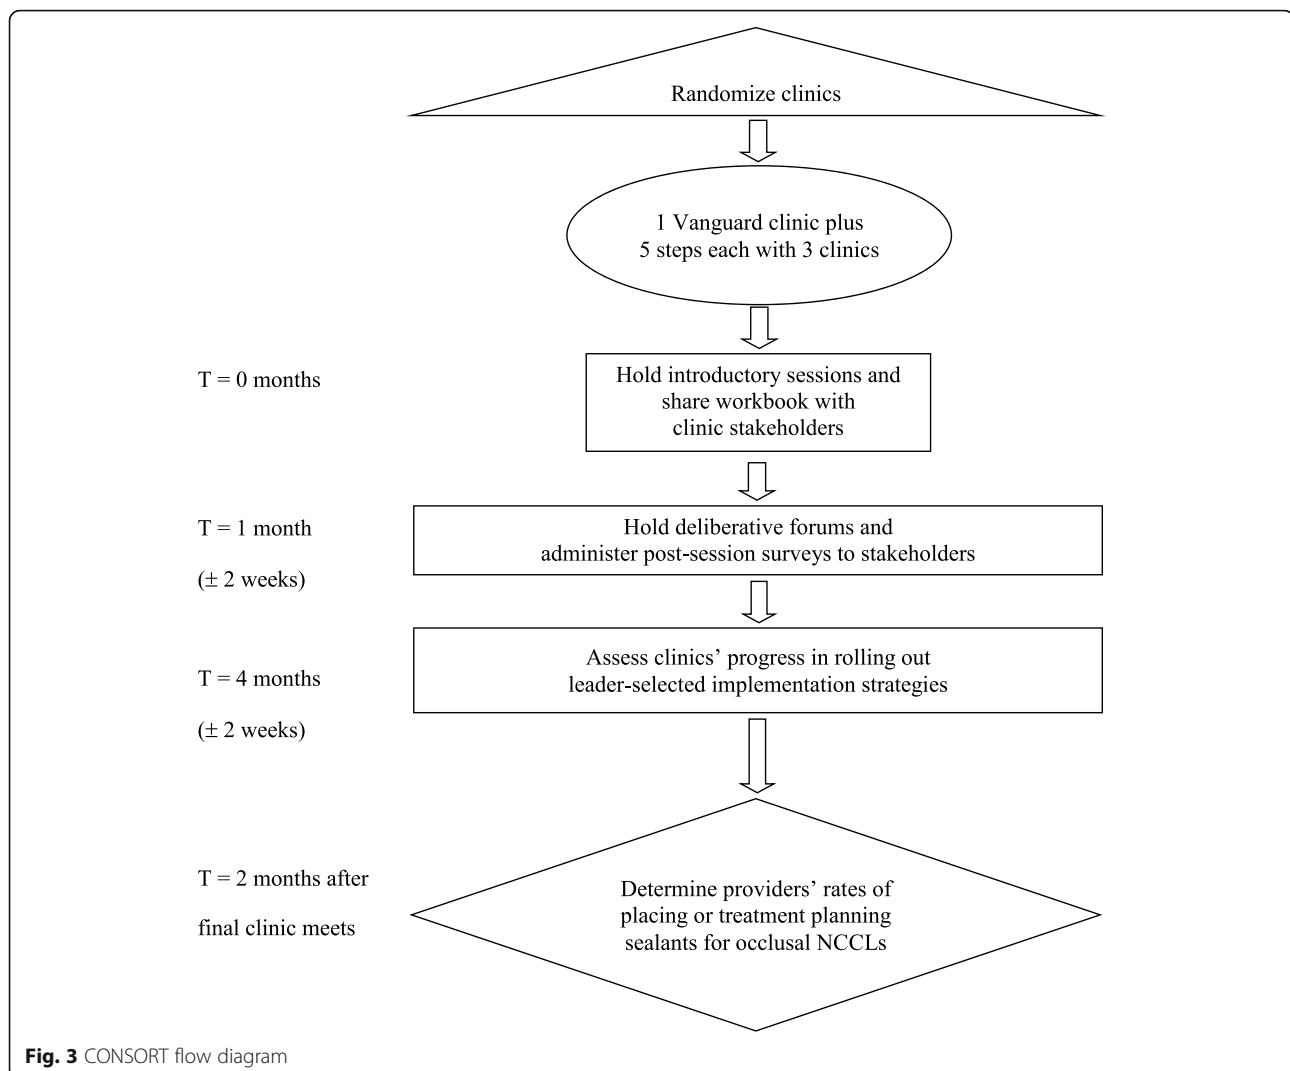 Randomize clinics
1 Vanguard clinic plus
5 steps each with 3 clinics
T = 0 months
Hold introductory sessions and
share workbook with
clinic stakeholders
T = 1 month
(± 2 weeks)
Hold deliberative forums and
administer post-session surveys to stakeholders
T = 4 months
(± 2 weeks)
Assess clinics’ progress in rolling out
leader-selected implementation strategies
T = 2 months after
final clinic meets
Determine providers’ rates of
placing or treatment planning
sealants for occlusal NCCLs
Fig. 3 CONSORT flow diagram